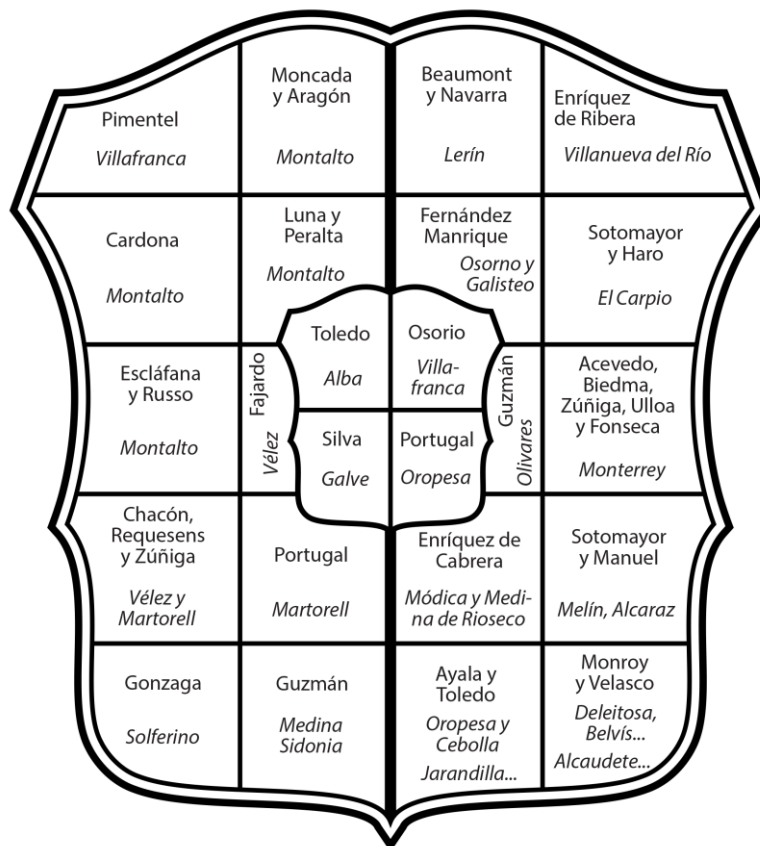 Pimentel
Villafranca
Moncada
y Aragón
Montalto
Beaumont
y Navarra
Lerín
Enríquez
de Ribera
Villanueva del Río
Cardona
Montalto
Luna y
Peralta
Montalto
Fernández
Manrique
Osorno y
Galisteo
Sotomayor
y Haro
El Carpio
Toledo
Alba
Osorio
Villa-
franca
Silva
Galve
Portugal
Oropesa
Escláfana
y Russo
Montalto
Fajardo
Vélez
Guzmán
Olivares
Acevedo,
Biedma,
Zúñiga, Ulloa
y Fonseca
Monterrey
Chacón,
Requesens
y Zúñiga
Vélez y
Martorell
Portugal
Martorell
Enríquez de
Cabrera
Módica y Medi-
na de Rioseco
Sotomayor
y Manuel
Melín, Alcaraz
Gonzaga
Solferino
Guzmán
Medina
Sidonia
Ayala y
Toledo
Oropesa y
Cebolla
Jarandilla...
Monroy
y Velasco
Deleitosa,
Belvís...
Alcaudete...